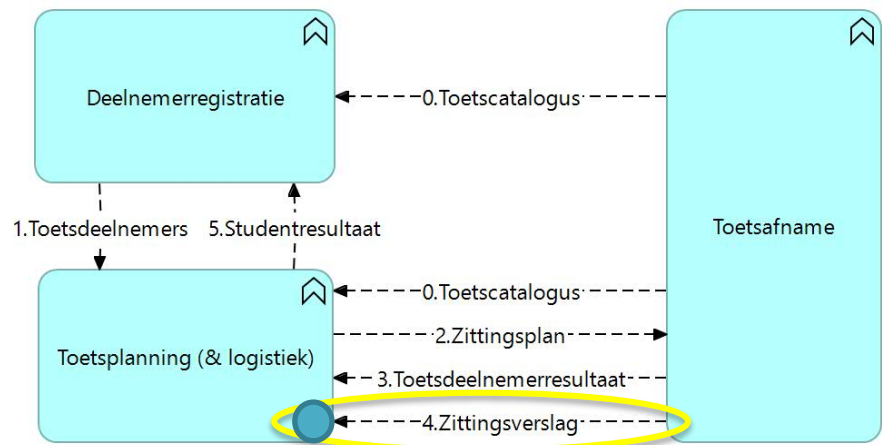 Deelnemerregistratie
0.Toetscatalogus
Toetsafname
1.Toetsdeelnemers
5.Studentresultaat
0.Toetscatalogus
2.Zittingsplan
Toetsplanning (& logistiek)
3.Toetsdeelnemerresultaat
4.Zittingsverslag